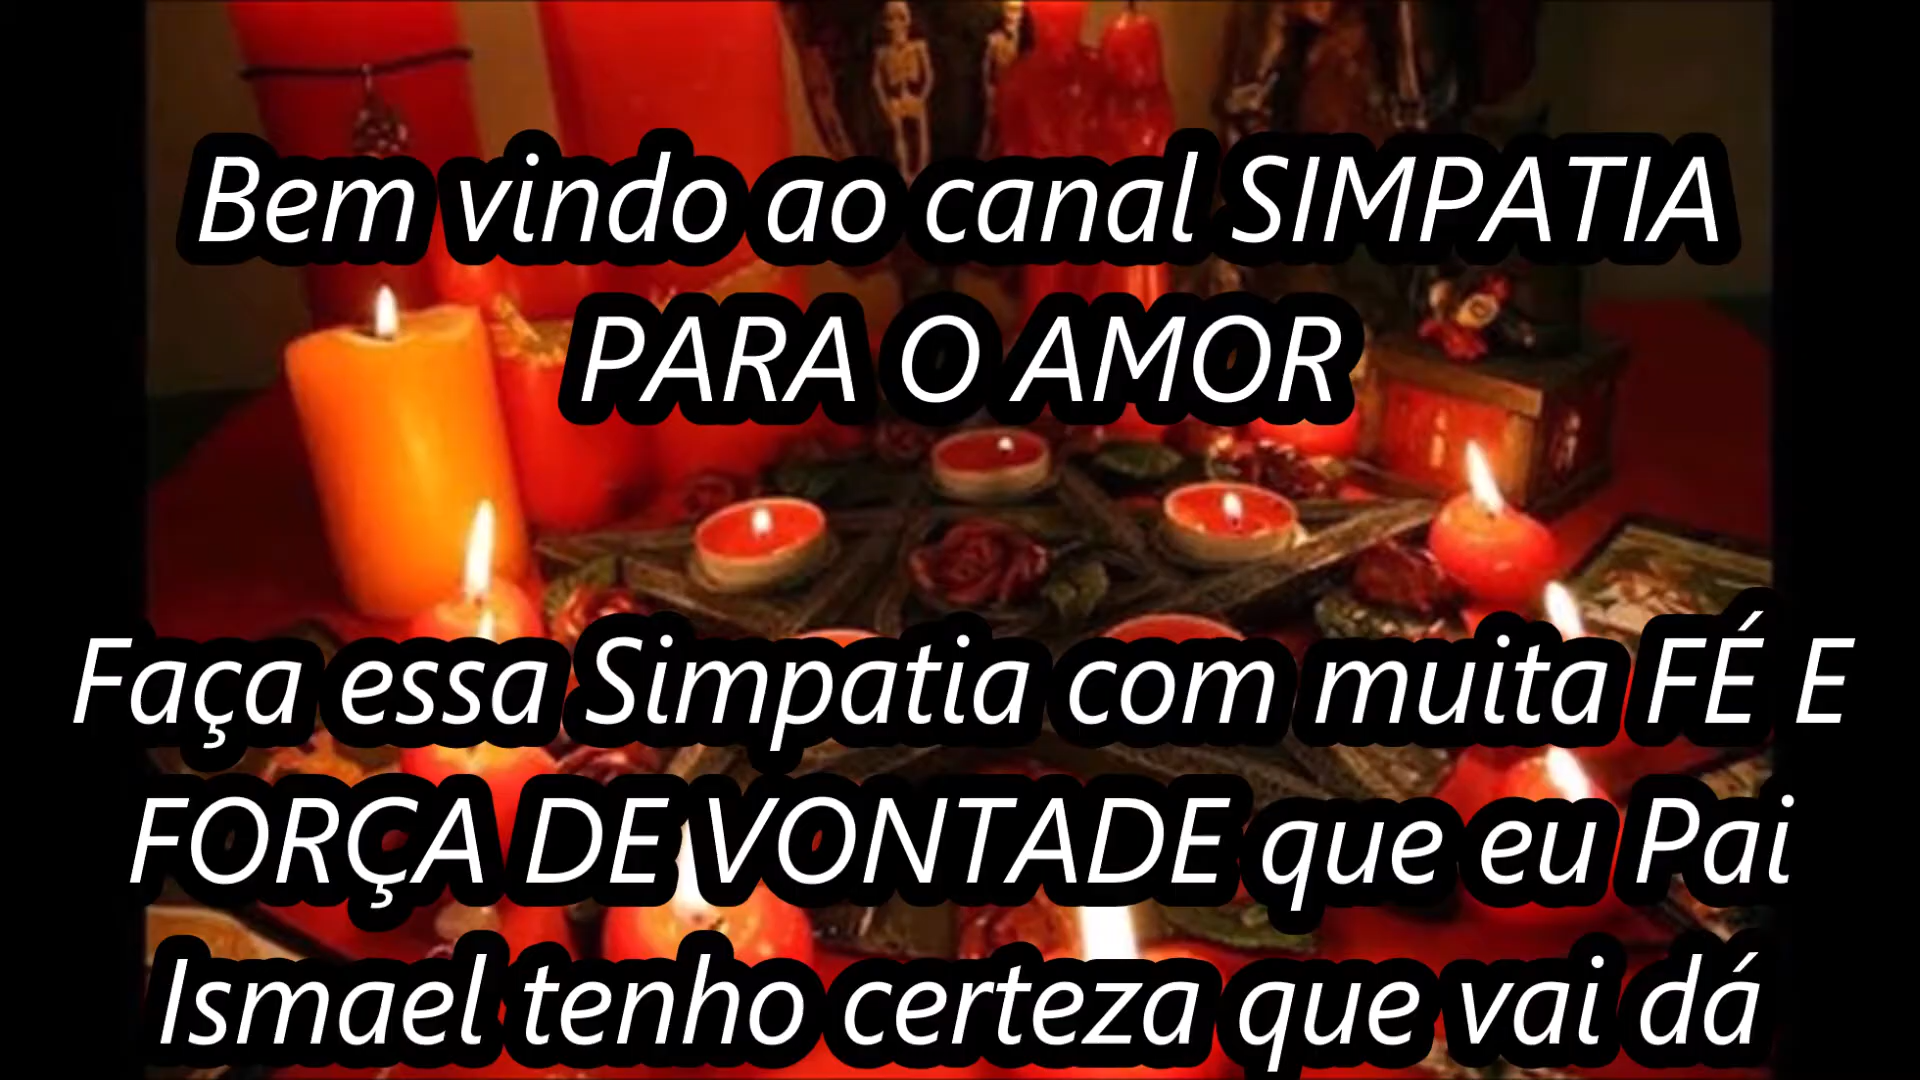 Bem vindo ao canal SIMPATIA
PARA O AMOR
Faça essa Simpatia com muita FÉ E
FORÇA DE VONTADE que eu Pai
Ismael tenho certeza que vai dá